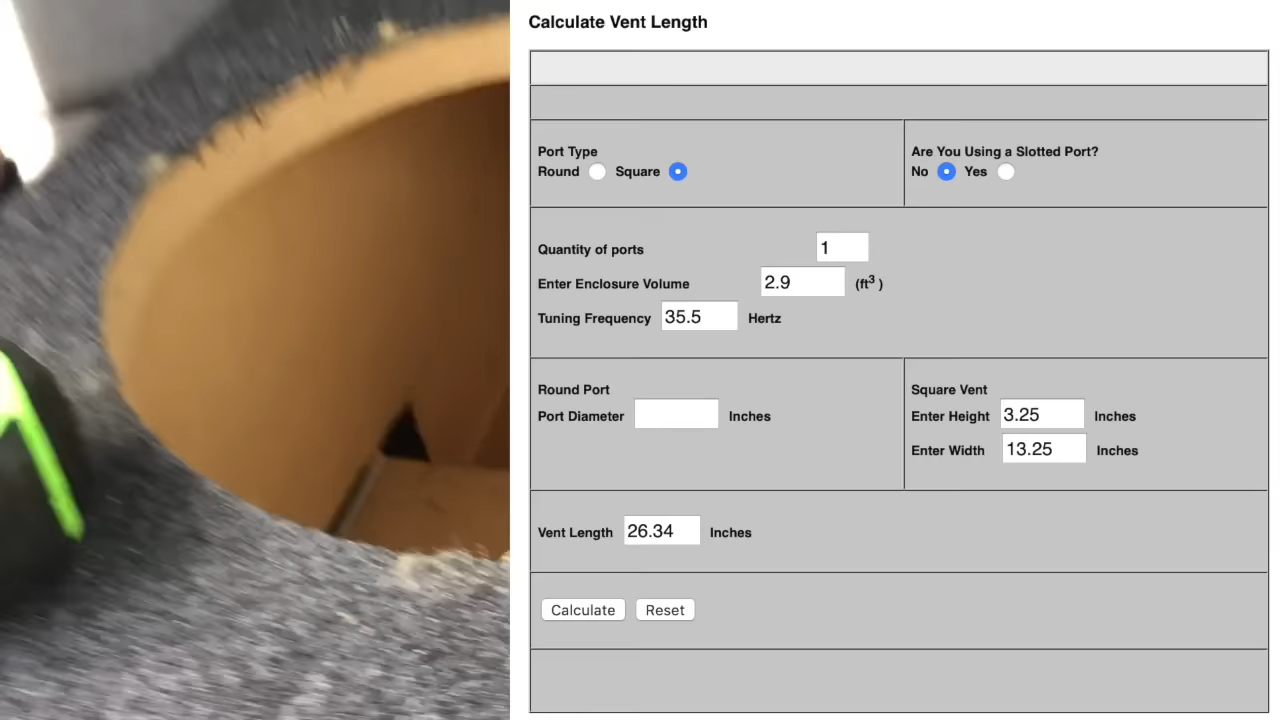 Calculate Vent Length
Port Type
Round Square
Are You Using a Slotted Port?
No Yes
Quantity of ports 1
Enter Enclosure Volume 2.9 (ft³ )
Tuning Frequency 35.5 Hertz
Round Port
Port Diameter Inches
Square Vent
Enter Height 3.25 Inches
Enter Width 13.25 Inches
Vent Length 26.34 Inches
Calculate Reset